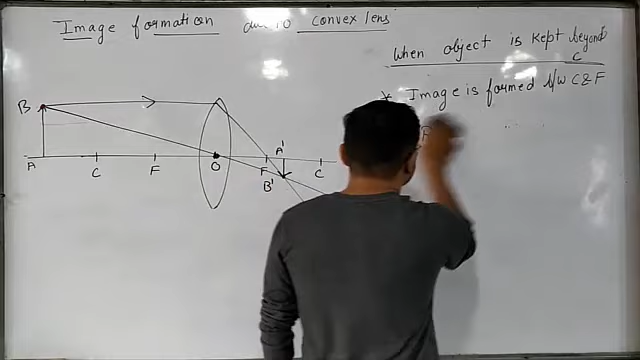 Image formation due to convex lens
When object is kept beyond
C
* Image is formed b/w C & F
B
A'
A C F O F B' C